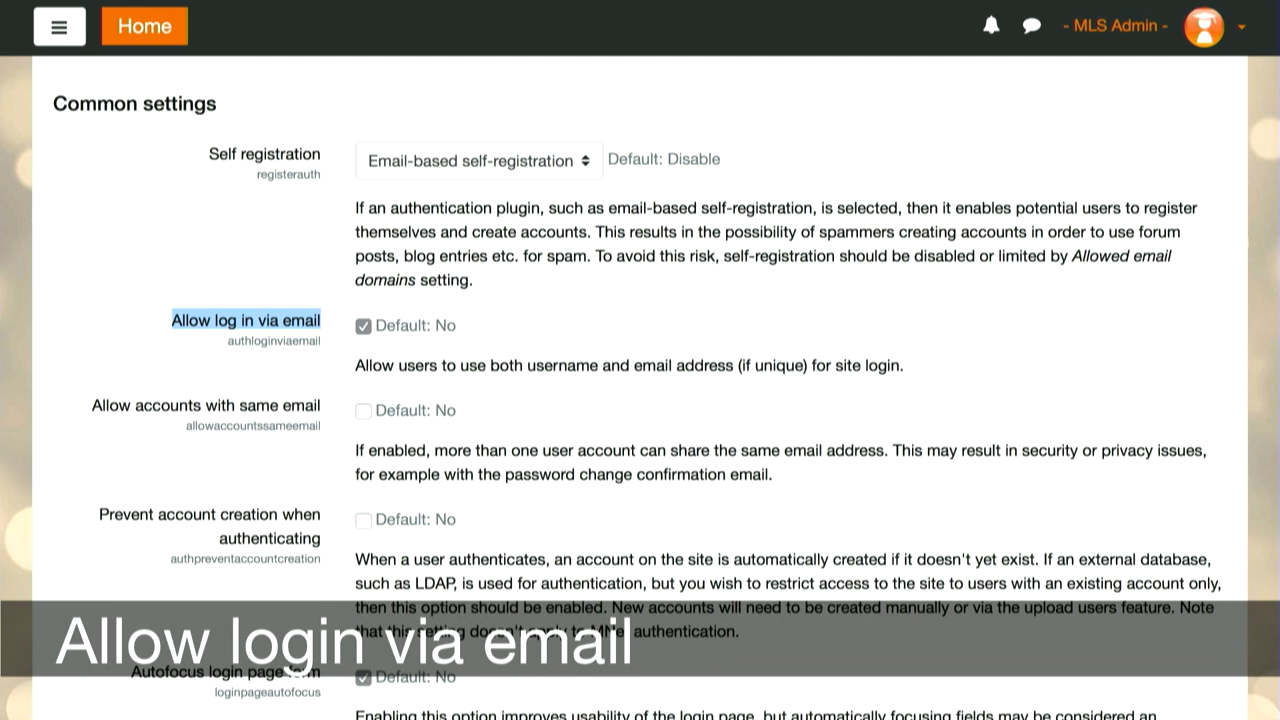 Home
- MLS Admin -
Common settings
Self registration
registerauth
Email-based self-registration
Default: Disable
If an authentication plugin, such as email-based self-registration, is selected, then it enables potential users to register
themselves and create accounts. This results in the possibility of spammers creating accounts in order to use forum
posts, blog entries etc. for spam. To avoid this risk, self-registration should be disabled or limited by Allowed email
domains setting.
Allow log in via email
authloginviaemail
Default: No
Allow users to use both username and email address (if unique) for site login.
Allow accounts with same email
allowaccountssameemail
Default: No
If enabled, more than one user account can share the same email address. This may result in security or privacy issues,
for example with the password change confirmation email.
Prevent account creation when
authenticating
authpreventaccountcreation
Default: No
When a user authenticates, an account on the site is automatically created if it doesn't yet exist. If an external database,
such as LDAP, is used for authentication, but you wish to restrict access to the site to users with an existing account only,
then this option should be enabled. New accounts will need to be created manually or via the upload users feature. Note
that this setting doesn't apply to MNet authentication.
Allow login via email
Autofocus login page form
loginpageautofocus
Default: No
Enabling this option improves usability of the login page, but automatically focusing fields may be considered an